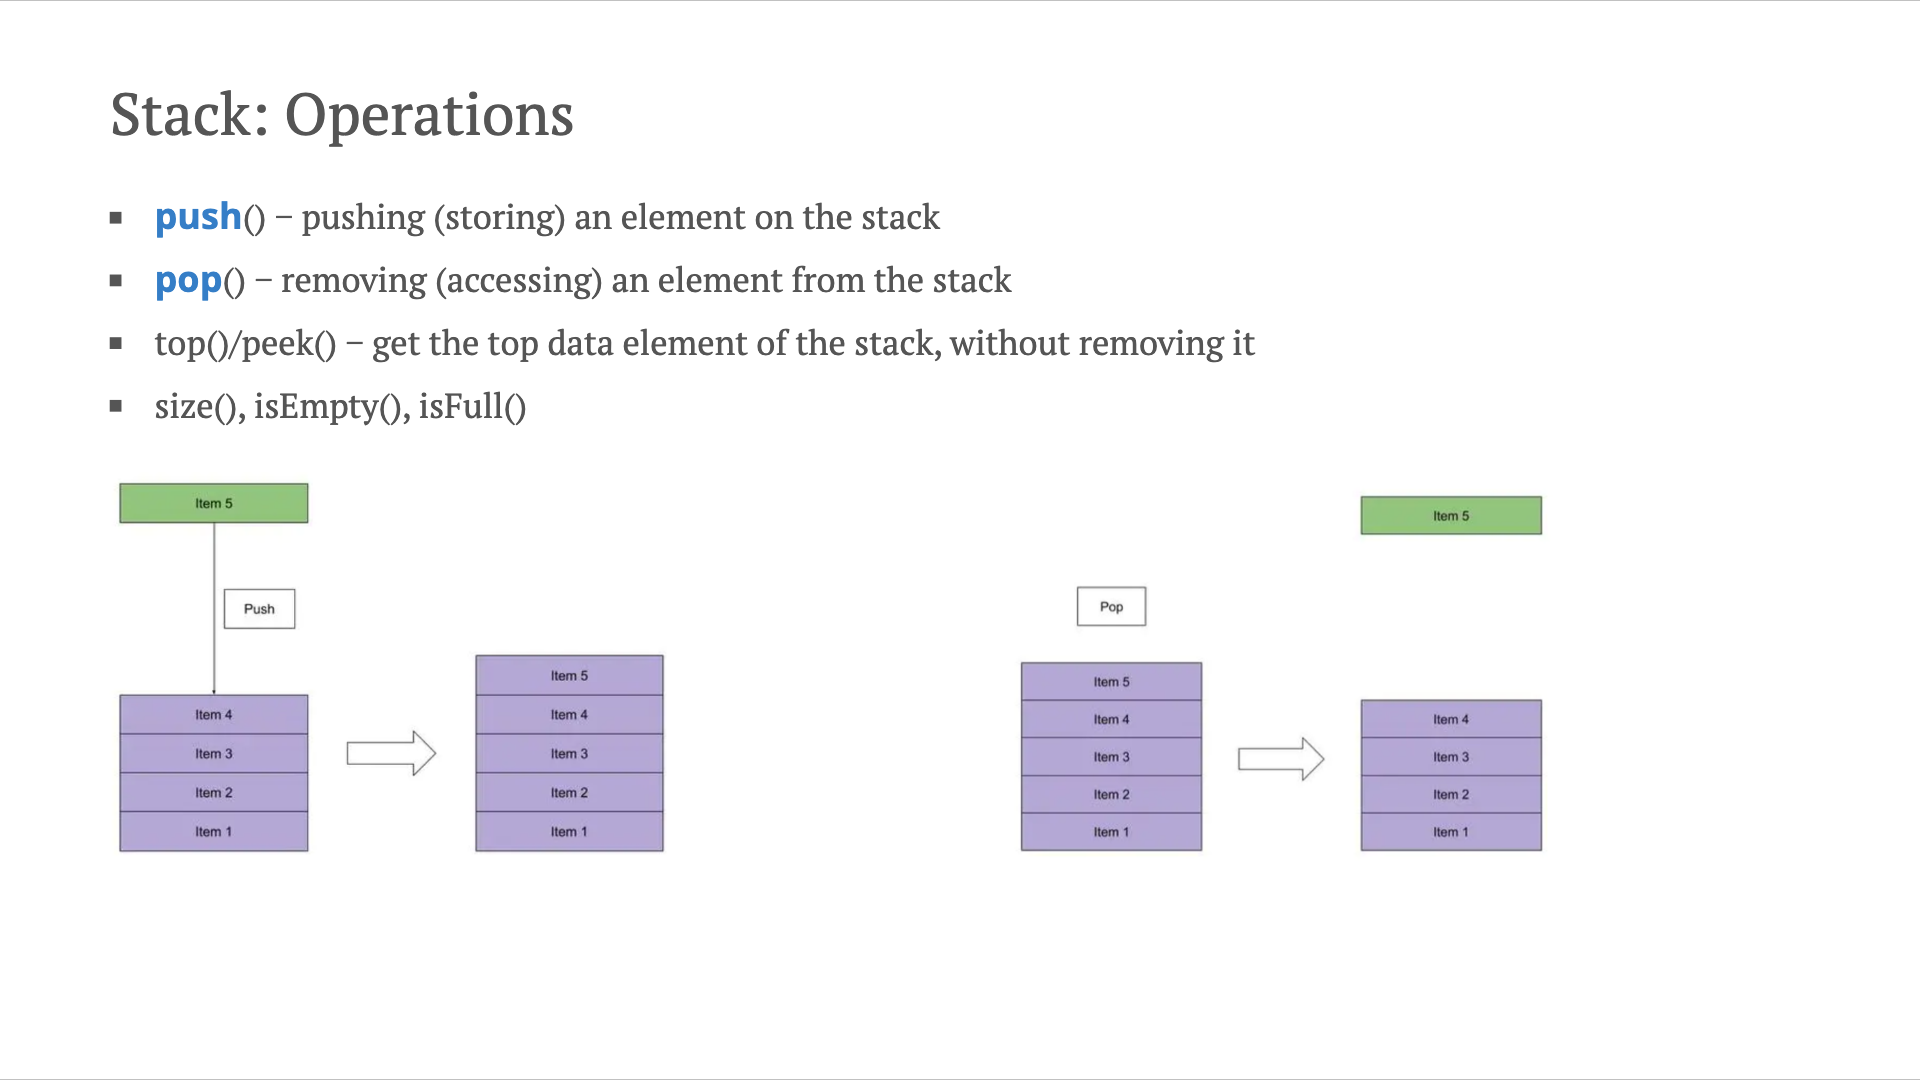 Stack: Operations
▪ push() – pushing (storing) an element on the stack
▪ pop() – removing (accessing) an element from the stack
▪ top()/peek() – get the top data element of the stack, without removing it
▪ size(), isEmpty(), isFull()
Item 5
Push
Item 4
Item 3
Item 2
Item 1
Item 5
Item 4
Item 3
Item 2
Item 1
Pop
Item 5
Item 4
Item 3
Item 2
Item 1
Item 5
Item 4
Item 3
Item 2
Item 1